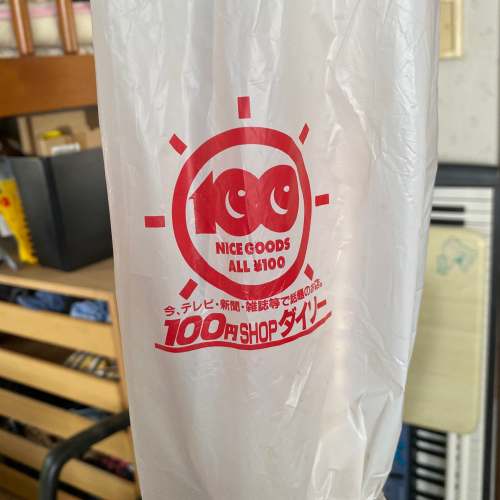 100
NICE GOODS
ALL ¥100
今、テレビ・新聞・雑誌等で話題のお店。
100円SHOPダイソー